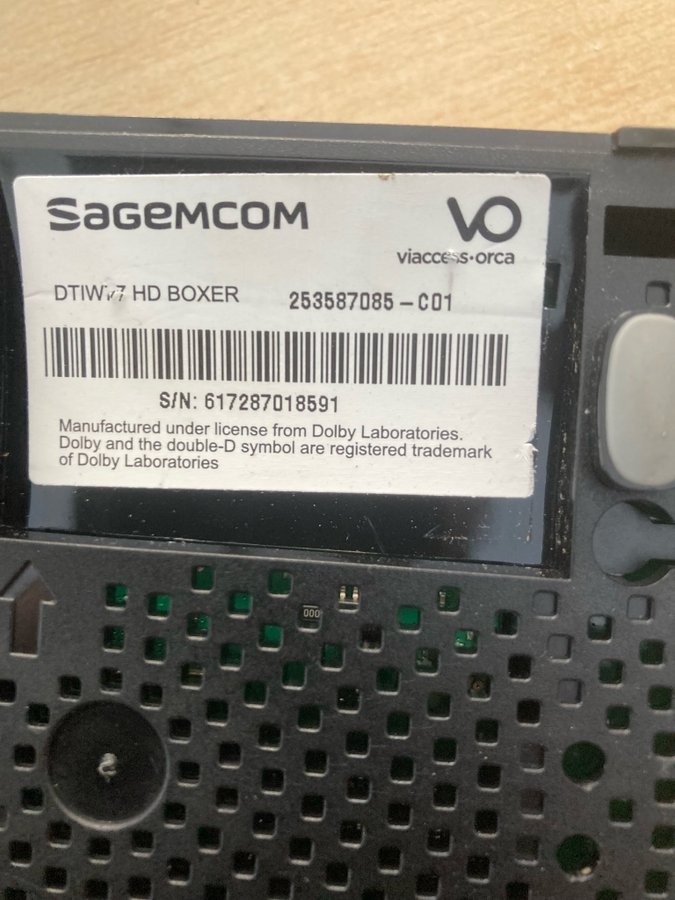 SAGEMCOM
VO
viaccess·orca
HD BOXER 253587085-C01
S/N: 617287018591
Manufactured under license from Dolby Laboratories.
Dolby and the double-D symbol are registered trademark
of Dolby Laboratories
000